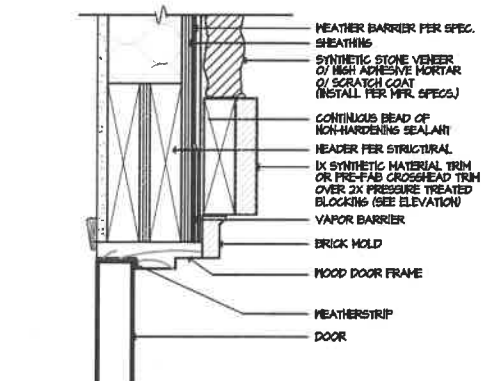 WEATHER BARRIER PER SPEC.
SHEATHING
SYNTHETIC STONE VENEER
O/ HIGH ADHESIVE MORTAR
O/ SCRATCH COAT
(INSTALL PER MFR. SPECS.)
CONTINUOUS BEAD OF
NON-HARDENING SEALANT
HEADER PER STRUCTURAL
1X SYNTHETIC MATERIAL TRIM
OR PRE-FAB CROSSHEAD TRIM
OVER 2X PRESSURE TREATED
BLOCKING (SEE ELEVATION)
VAPOR BARRIER
BRICK MOLD
WOOD DOOR FRAME
WEATHERSTRIP
DOOR